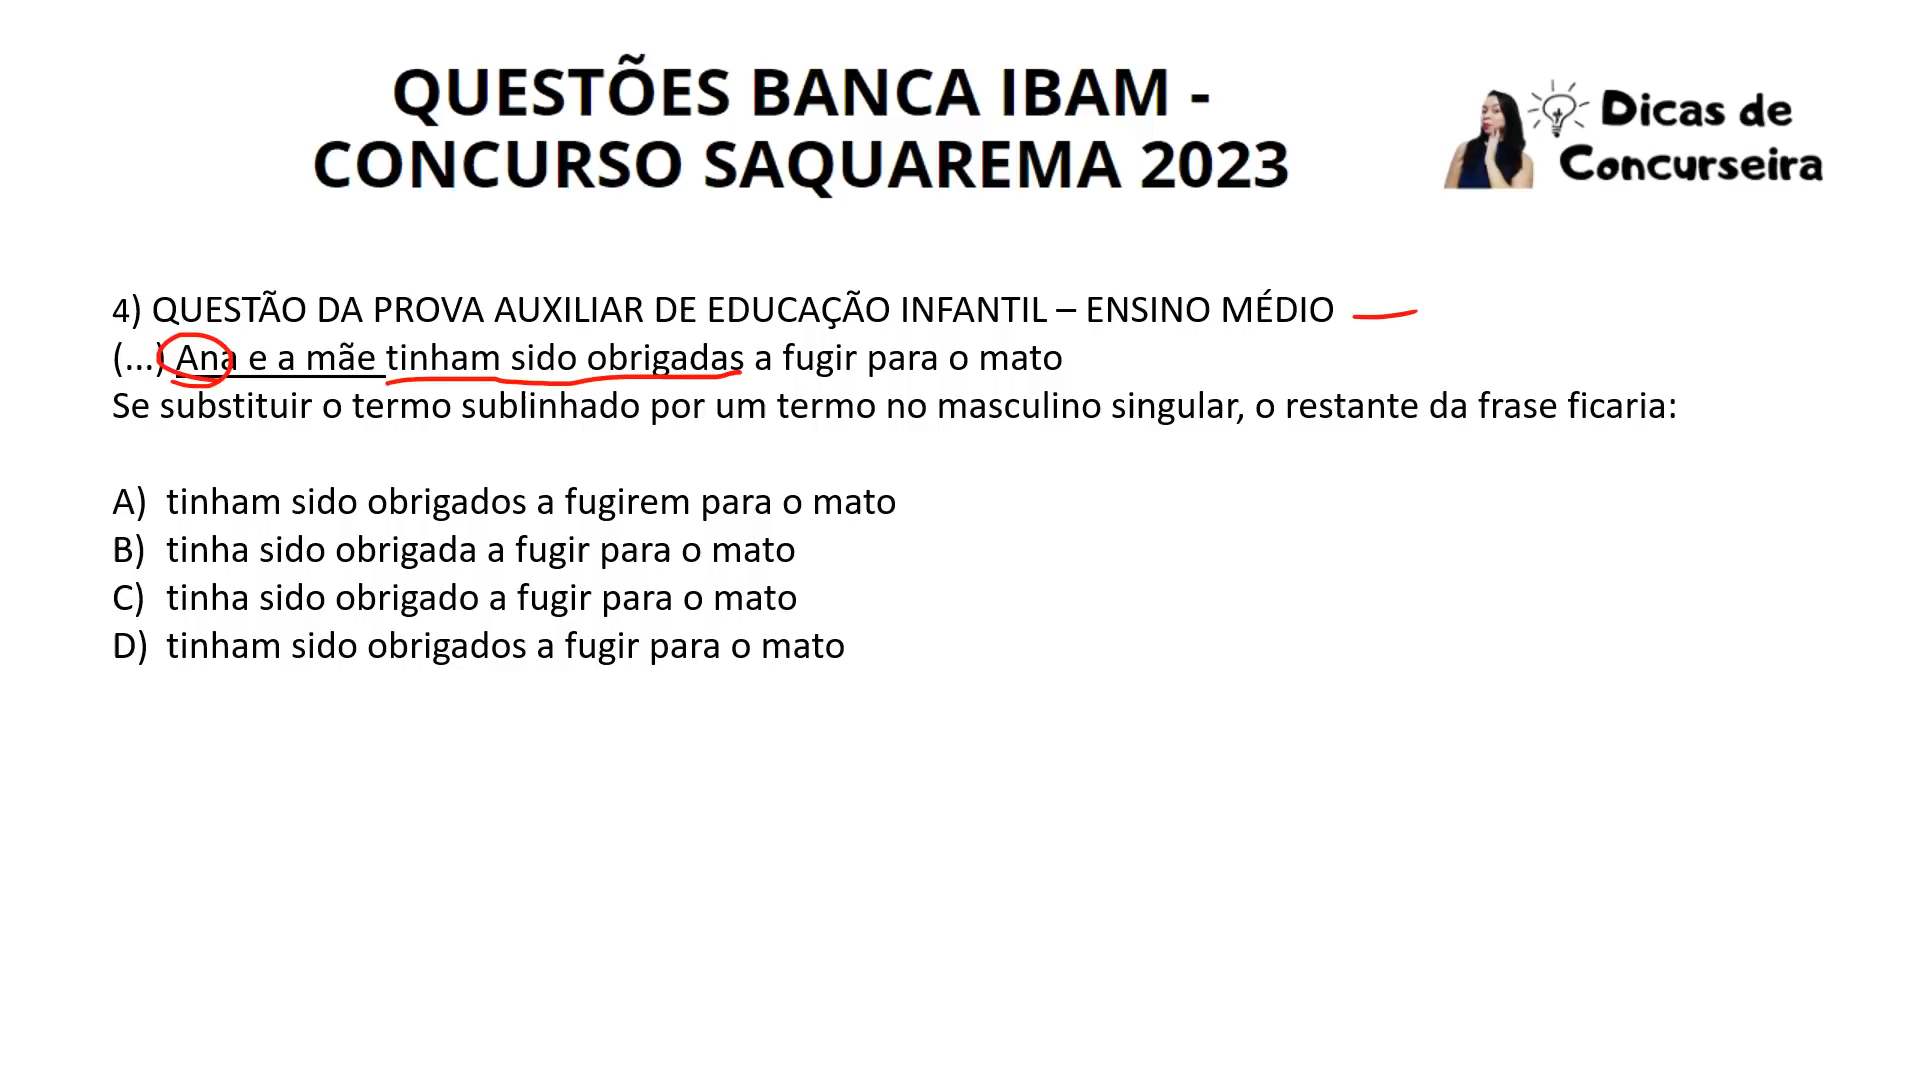 QUESTÕES BANCA IBAM -
CONCURSO SAQUAREMA 2023
Dicas de
Concurseira
4) QUESTÃO DA PROVA AUXILIAR DE EDUCAÇÃO INFANTIL – ENSINO MÉDIO
(...) Ana e a mãe tinham sido obrigadas a fugir para o mato
Se substituir o termo sublinhado por um termo no masculino singular, o restante da frase ficaria:
A) tinham sido obrigados a fugirem para o mato
B) tinha sido obrigada a fugir para o mato
C) tinha sido obrigado a fugir para o mato
D) tinham sido obrigados a fugir para o mato